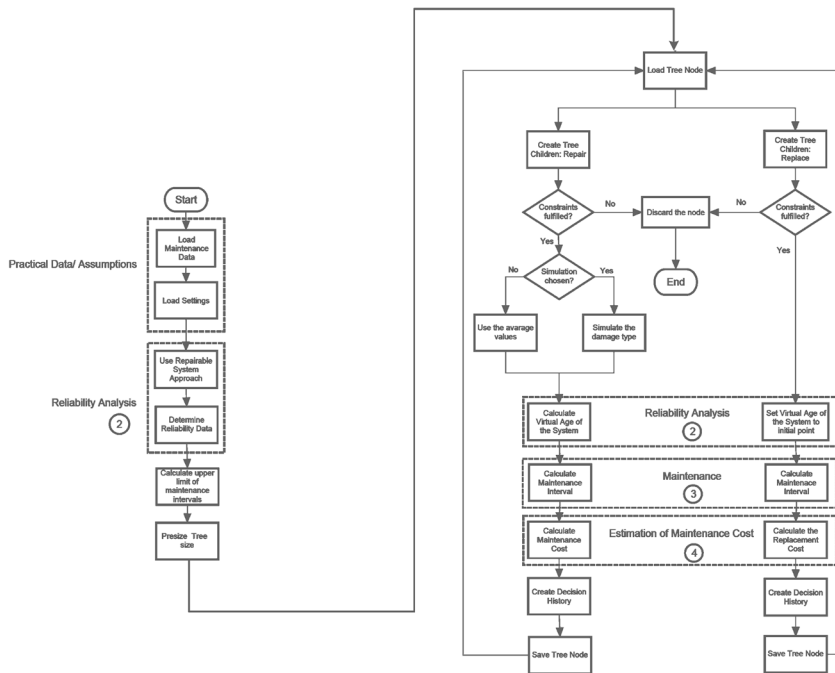 Start
Practical Data/ Assumptions
Load
Maintenance
Data
Load Settings
Reliability Analysis
2
Use Repairable
System
Approach
Determine
Reliability Data
Calculate upper
limit of
maintenance
intervals
Presize Tree
size
Load Tree Node
Create Tree
Children: Repair
Create Tree
Children:
Replace
Constraints
fulfilled?
No
Discard the node
No
Constraints
fulfilled?
Yes
End
Yes
No
Simulation
chosen?
Yes
Use the avarage
values
Simulate the
damage type
Calculate
Virtual Age of
the System
Reliability Analysis
2
Set Virtual Age
of the System to
initial point
Calculate
Maintenance
Interval
Maintenance
3
Calculate
Maintenace
Interval
Calculate
Maintenance
Cost
Estimation of Maintenance Cost
4
Calculate the
Replacement
Cost
Create Decision
History
Create Decision
History
Save Tree Node
Save Tree Node